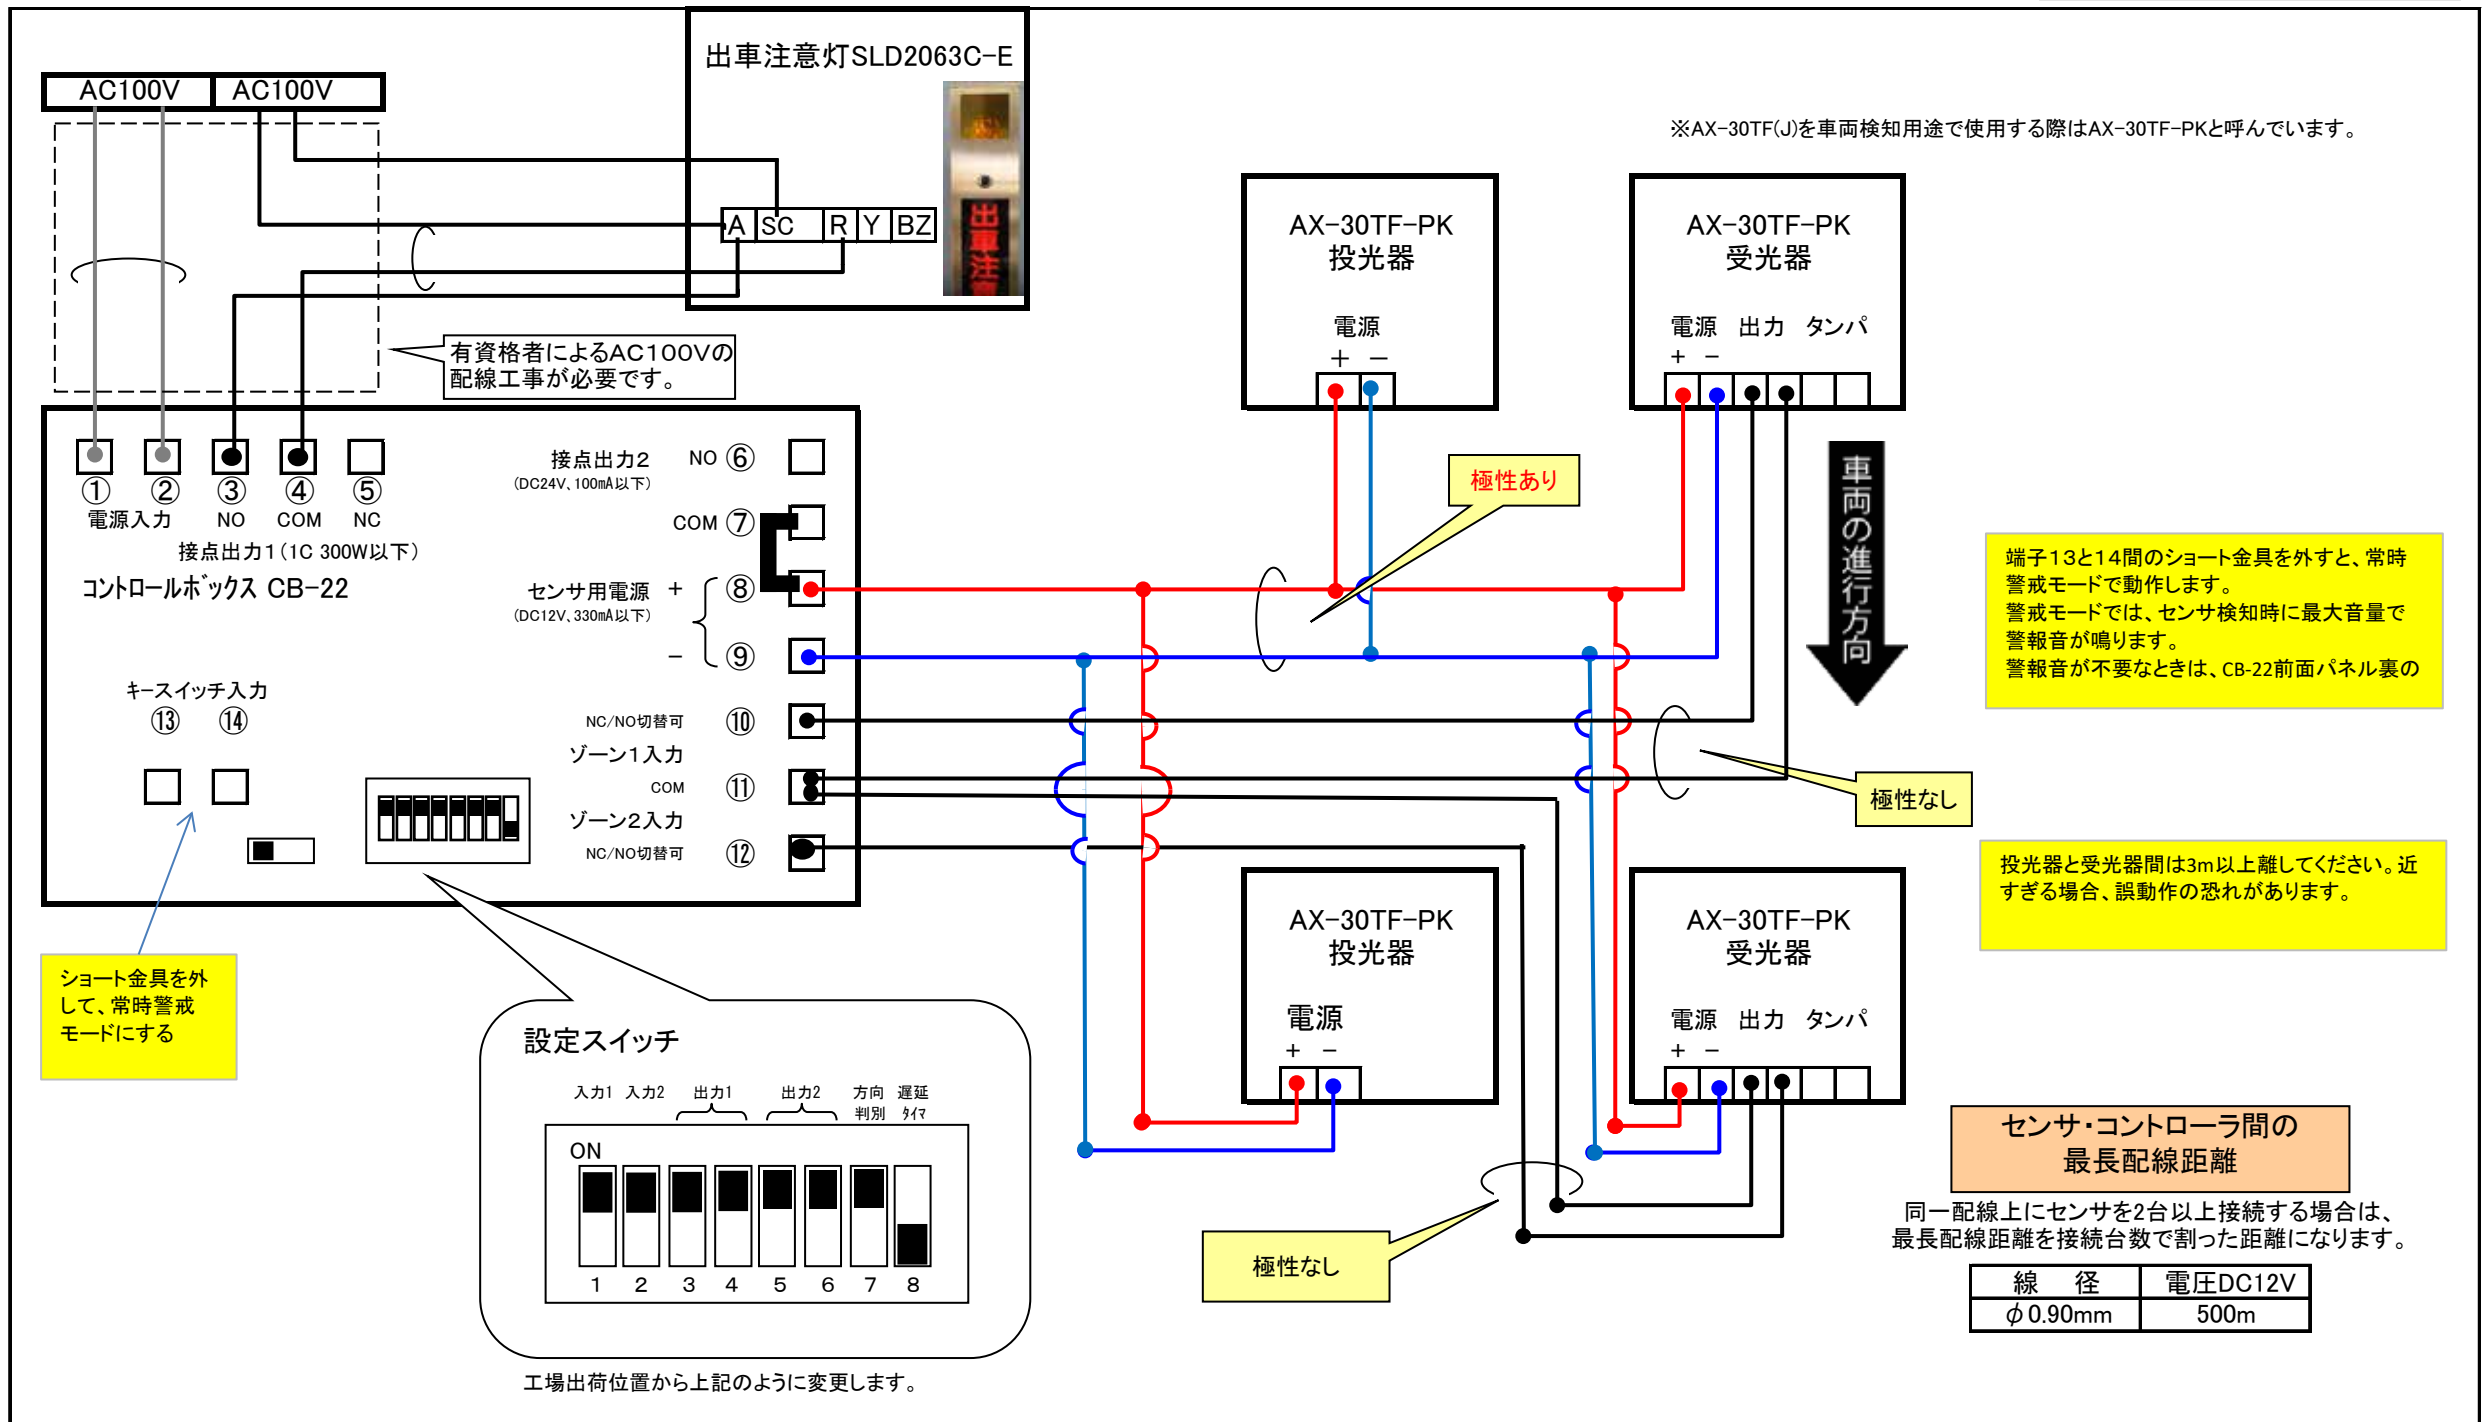 出車注意灯SLD2063C-E
AC100V AC100V
A SC R Y BZ
出車注
※AX-30TF(J)を車両検知用途で使用する際はAX-30TF-PKと呼んでいます。
AX-30TF-PK
投光器
電源
+ -
AX-30TF-PK
受光器
電源 出力 タンパ
+ -
有資格者によるAC100Vの
配線工事が必要です。
① ② ③ ④ ⑤
電源入力 NO COM NC
接点出力1(1C 300W以下)
コントロールボックス CB-22
接点出力2 NO ⑥
(DC24V、100mA以下)
COM ⑦
センサ用電源 + ⑧
(DC12V、330mA以下)
- ⑨
キースイッチ入力
⑬ ⑭
NC/NO切替可 ⑩
ゾーン1入力
COM ⑪
ゾーン2入力
NC/NO切替可 ⑫
極性あり
車両の進行方向
端子13と14間のショート金具を外すと、常時
警戒モードで動作します。
警戒モードでは、センサ検知時に最大音量で
警報音が鳴ります。
警報音が不要なときは、CB-22前面パネル裏の
極性なし
投光器と受光器間は3m以上離してください。近
すぎる場合、誤動作の恐れがあります。
ショート金具を外
して、常時警戒
モードにする
AX-30TF-PK
投光器
電源
+ -
AX-30TF-PK
受光器
電源 出力 タンパ
+ -
設定スイッチ
入力1 入力2 出力1 出力2 方向 遅延
判別 タイマ
ON
1 2 3 4 5 6 7 8
工場出荷位置から上記のように変更します。
極性なし
センサ・コントローラ間の
最長配線距離
同一配線上にセンサを2台以上接続する場合は、
最長配線距離を接続台数で割った距離になります。
線 径 電圧DC12V
φ0.90mm 500m